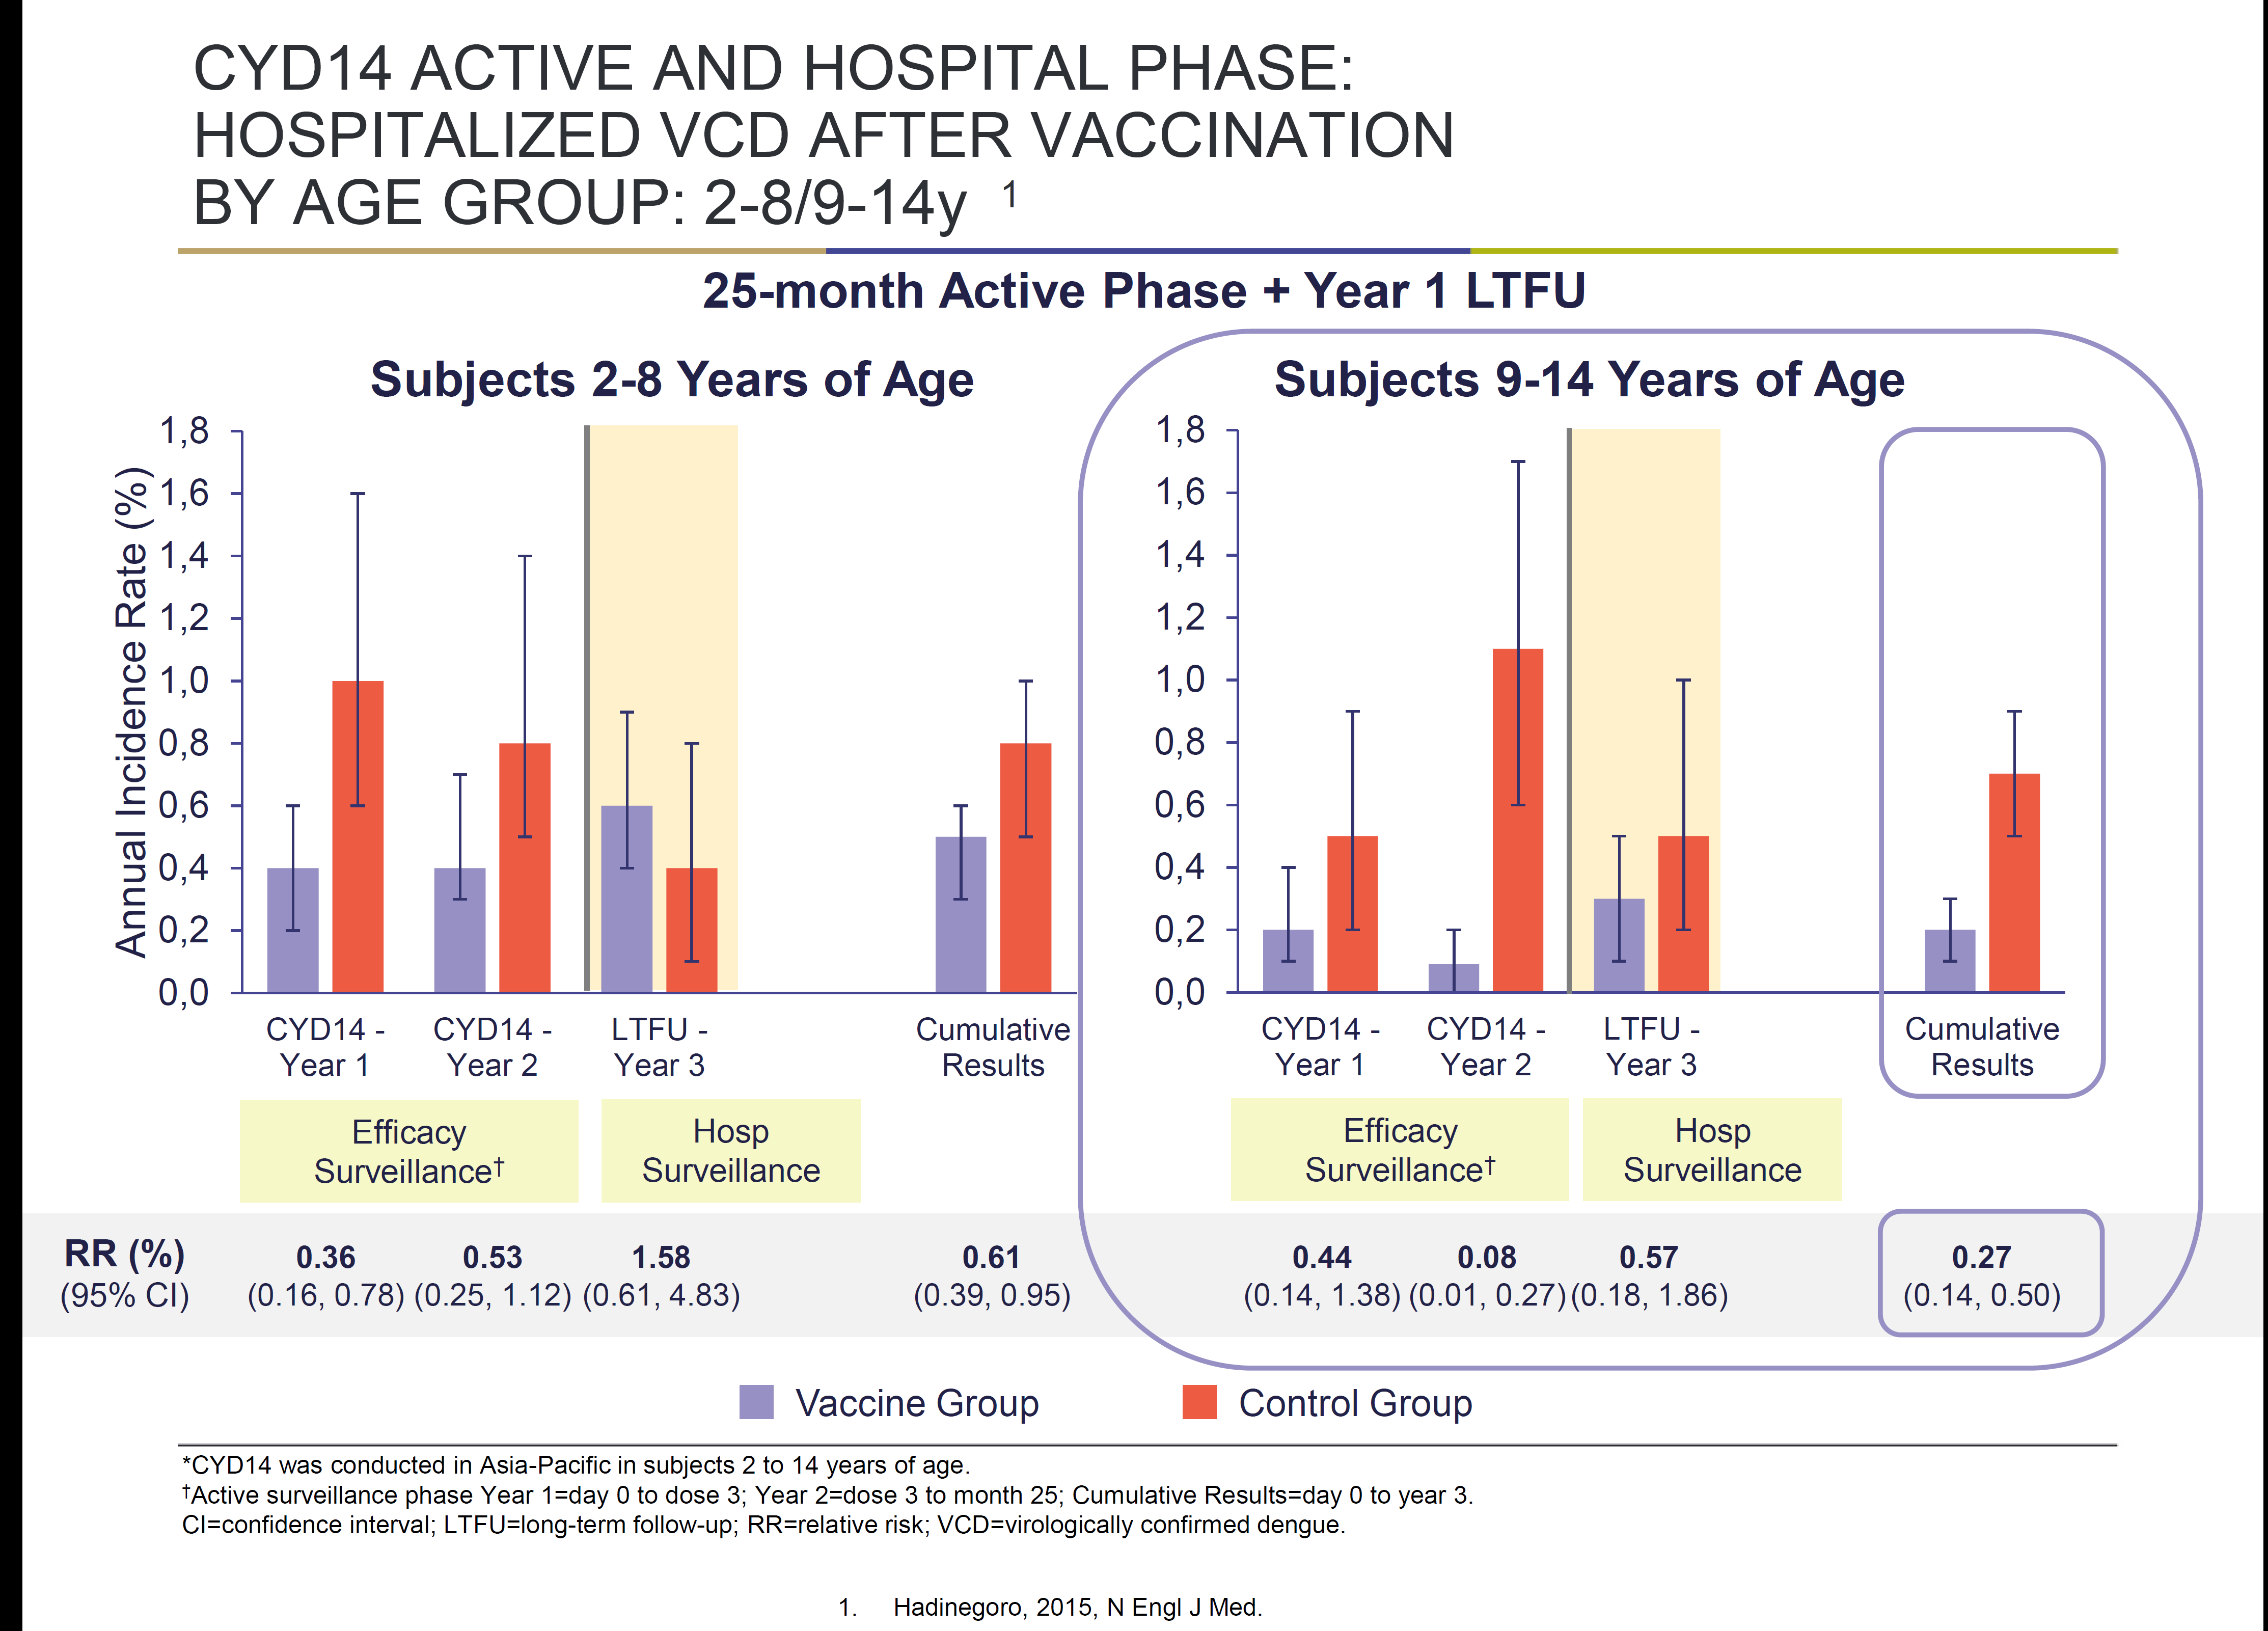 CYD14 ACTIVE AND HOSPITAL PHASE:
HOSPITALIZED VCD AFTER VACCINATION
BY AGE GROUP: 2-8/9-14y 1
25-month Active Phase + Year 1 LTFU
Subjects 2-8 Years of Age
Annual Incidence Rate (%)
1,8
1,6
1,4
1,2
1,0
0,8
0,6
0,4
0,2
0,0
CYD14 - CYD14 - LTFU - Cumulative
Year 1 Year 2 Year 3 Results
Efficacy Hosp
Surveillance† Surveillance
Subjects 9-14 Years of Age
1,8
1,6
1,4
1,2
1,0
0,8
0,6
0,4
0,2
0,0
CYD14 - CYD14 - LTFU - Cumulative
Year 1 Year 2 Year 3 Results
Efficacy Hosp
Surveillance† Surveillance
RR (%) 0.36 0.53 1.58 0.61 0.44 0.08 0.57 0.27
(95% CI) (0.16, 0.78) (0.25, 1.12) (0.61, 4.83) (0.39, 0.95) (0.14, 1.38) (0.01, 0.27) (0.18, 1.86) (0.14, 0.50)
Vaccine Group Control Group
*CYD14 was conducted in Asia-Pacific in subjects 2 to 14 years of age.
†Active surveillance phase Year 1=day 0 to dose 3; Year 2=dose 3 to month 25; Cumulative Results=day 0 to year 3.
CI=confidence interval; LTFU=long-term follow-up; RR=relative risk; VCD=virologically confirmed dengue.
1. Hadinegoro, 2015, N Engl J Med.